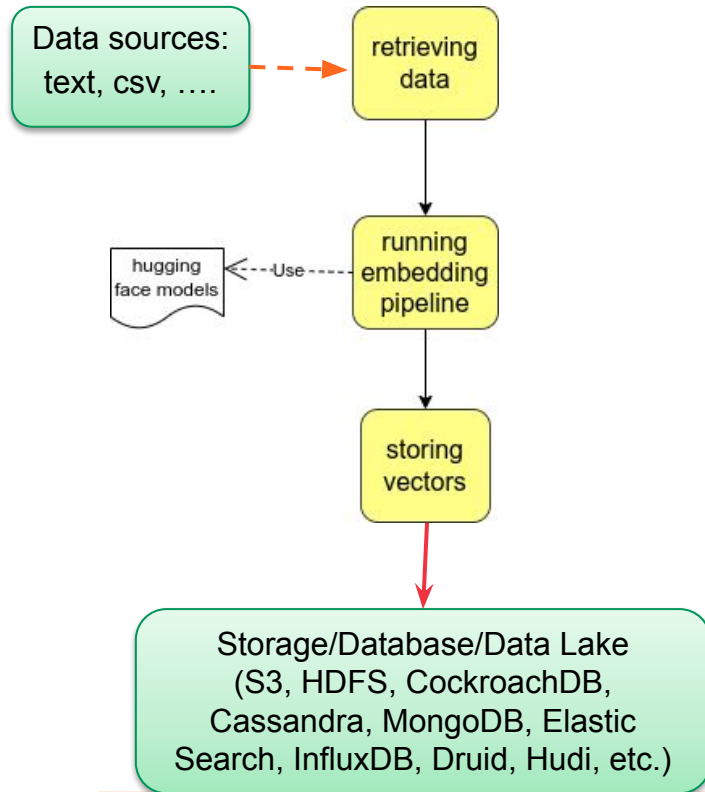 Data sources:
text, csv, ….
retrieving
data
hugging
face models
Use
running
embedding
pipeline
storing
vectors
Storage/Database/Data Lake
(S3, HDFS, CockroachDB,
Cassandra, MongoDB, Elastic
Search, InfluxDB, Druid, Hudi, etc.)